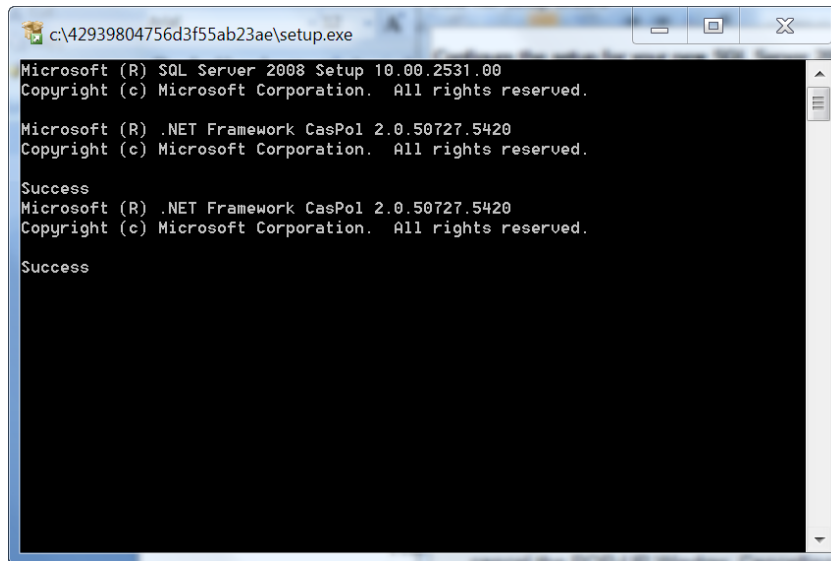 c:\42939804756d3f55ab23ae\setup.exe
Microsoft (R) SQL Server 2008 Setup 10.00.2531.00
Copyright (c) Microsoft Corporation.  All rights reserved.
Microsoft (R) .NET Framework CasPol 2.0.50727.5420
Copyright (c) Microsoft Corporation.  All rights reserved.
Success
Microsoft (R) .NET Framework CasPol 2.0.50727.5420
Copyright (c) Microsoft Corporation.  All rights reserved.
Success